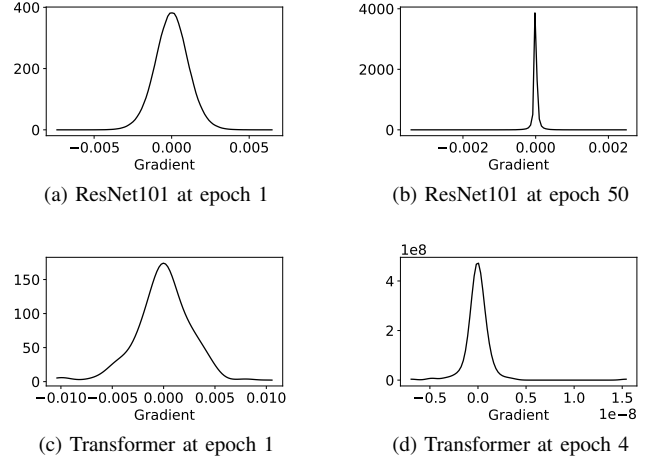 400
200
0
−0.005 0.000 0.005
Gradient
(a) ResNet101 at epoch 1
4000
2000
0
−0.002 0.000 0.002
Gradient
(b) ResNet101 at epoch 50
150
100
50
0
−0.010 −0.005 0.000 0.005 0.010
Gradient
(c) Transformer at epoch 1
1e8
4
2
0
−0.5 0.0 0.5 1.0 1.5
Gradient
1e−8
(d) Transformer at epoch 4